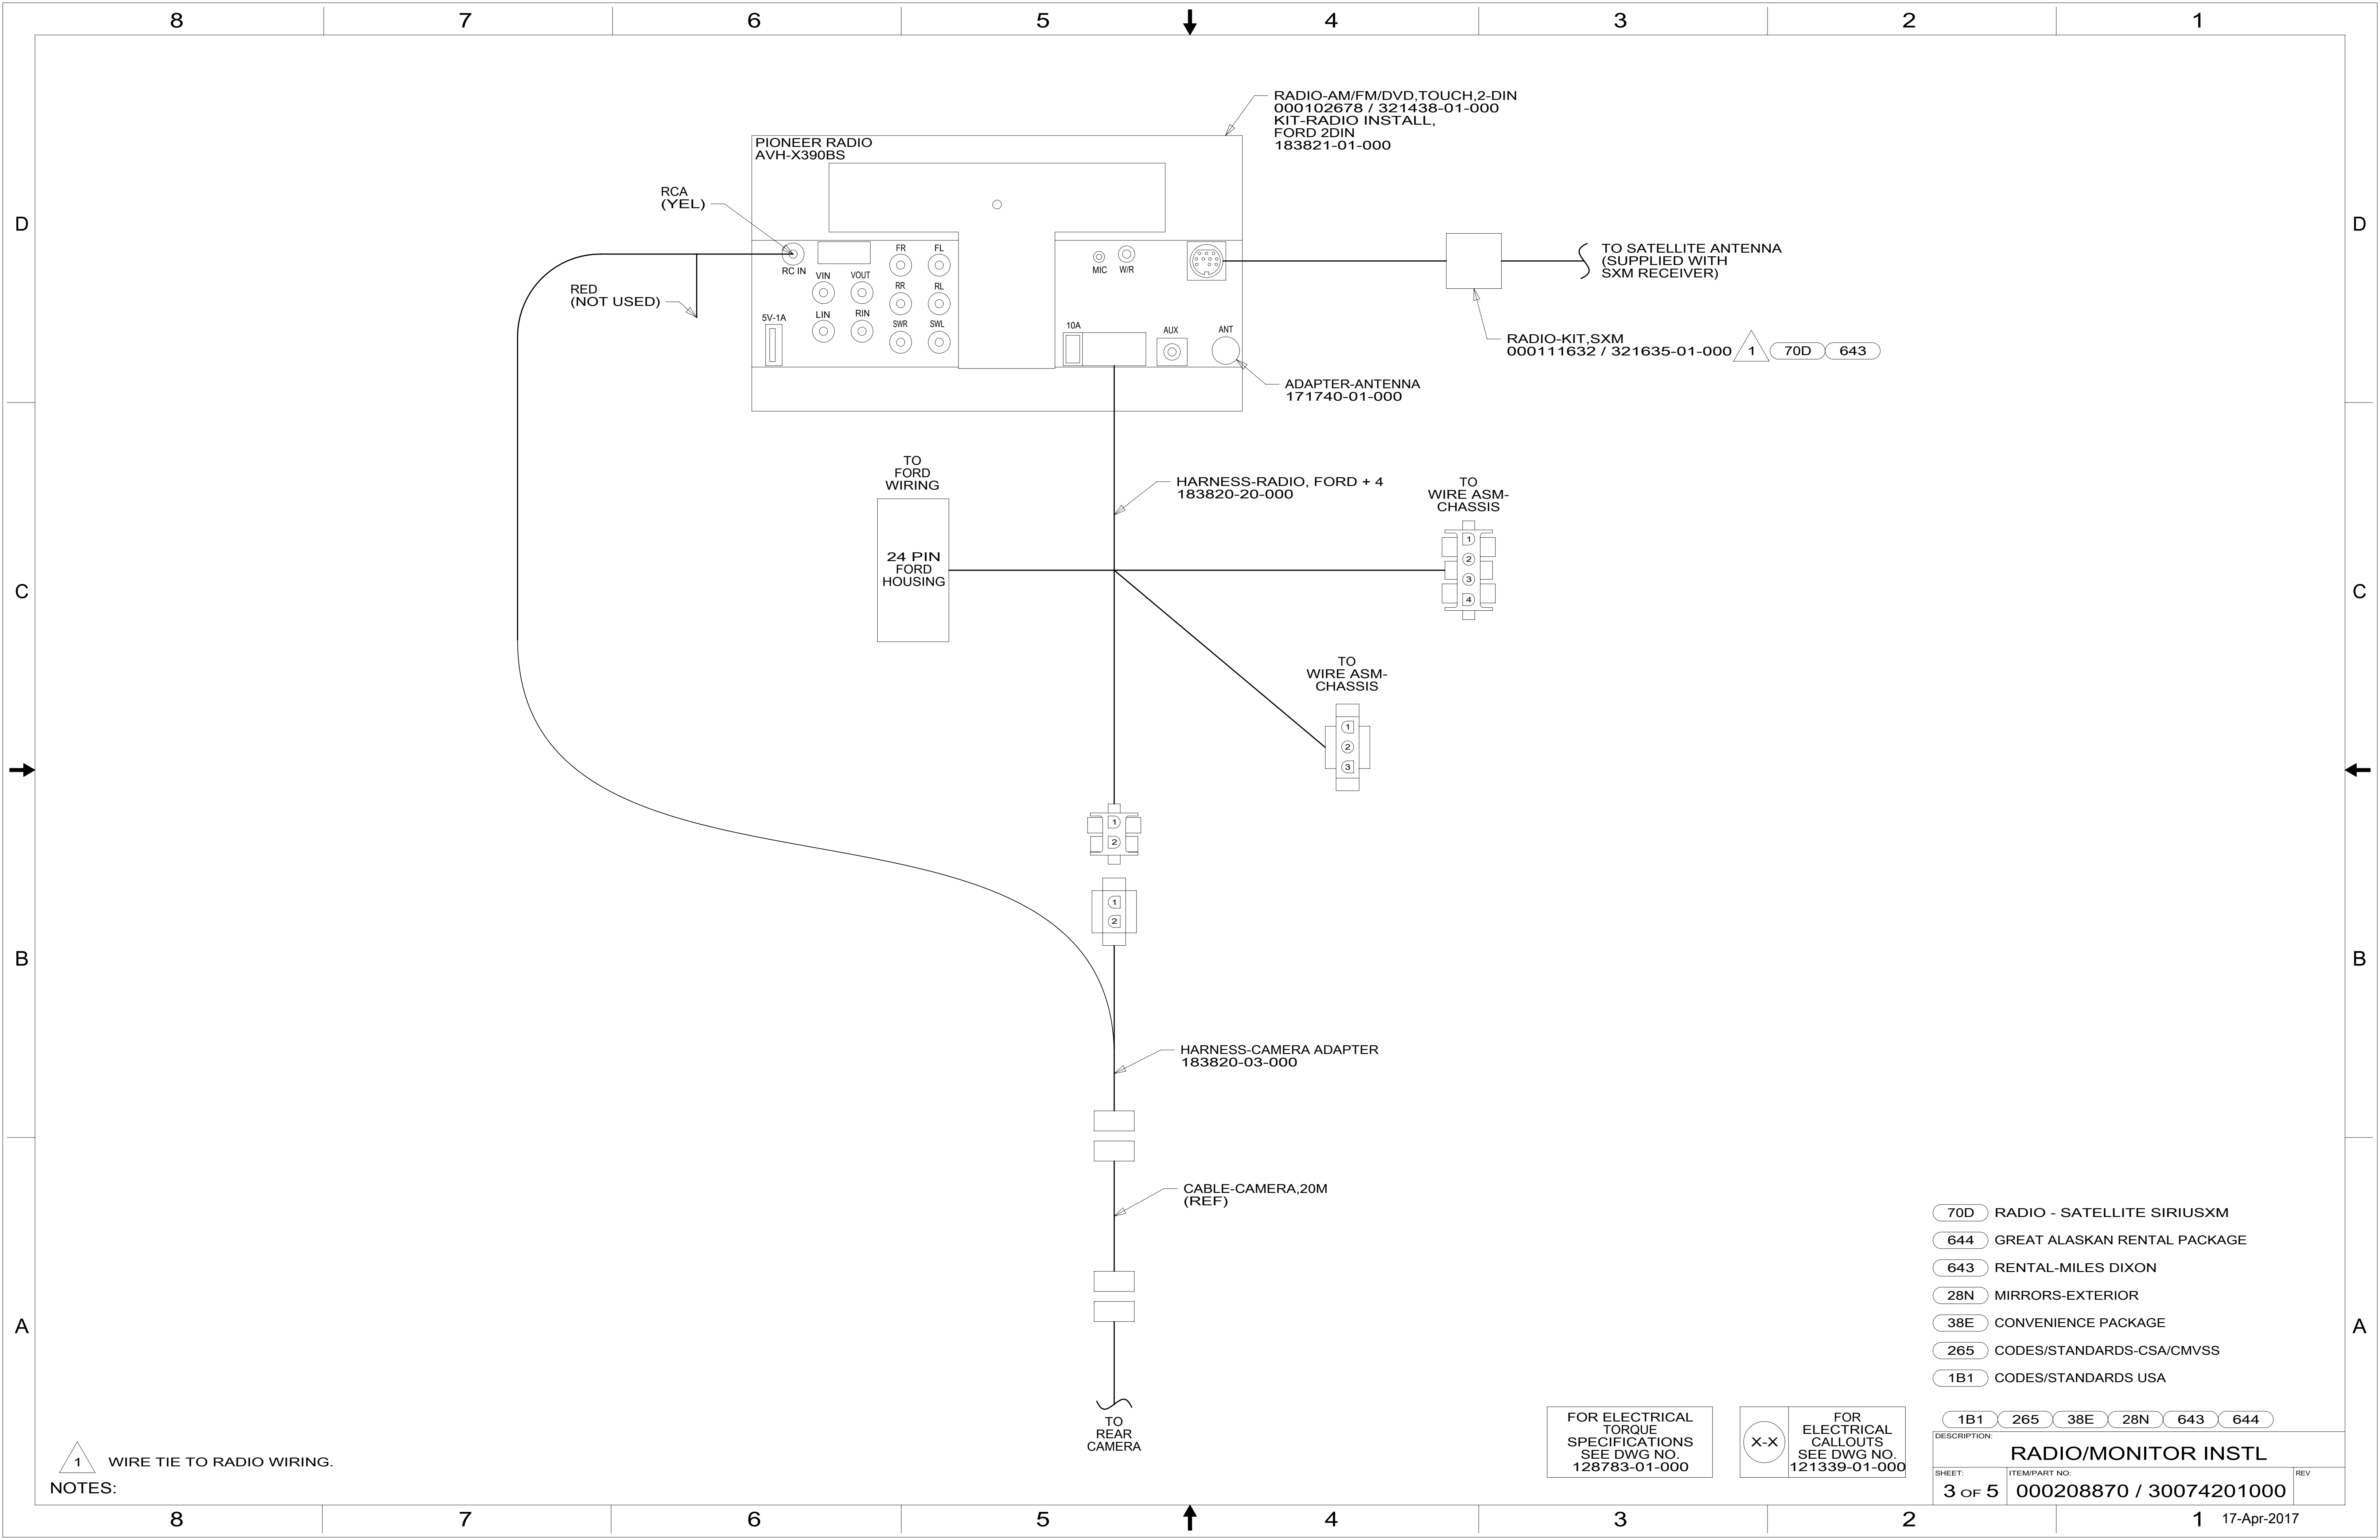 8 7 6 5 4 3 2 1
RADIO-AM/FM/DVD,TOUCH,2-DIN
000102678 / 321438-01-000
KIT-RADIO INSTALL,
FORD 2DIN
183821-01-000
PIONEER RADIO
AVH-X390BS
RCA
(YEL)
D
D
RC IN
VIN
VOUT
FR
FL
RR
RL
LIN
RIN
SWR
SWL
5V-1A
MIC
W/R
10A
AUX
ANT
RED
(NOT USED)
TO SATELLITE ANTENNA
(SUPPLIED WITH
SXM RECEIVER)
RADIO-KIT,SXM
000111632 / 321635-01-000
1
70D
643
ADAPTER-ANTENNA
171740-01-000
TO
FORD
WIRING
24 PIN
FORD
HOUSING
HARNESS-RADIO, FORD + 4
183820-20-000
TO
WIRE ASM-
CHASSIS
1
2
3
4
C
C
TO
WIRE ASM-
CHASSIS
1
2
3
1
2
1
2
B
B
HARNESS-CAMERA ADAPTER
183820-03-000
CABLE-CAMERA,20M
(REF)
TO
REAR
CAMERA
A
A
70D RADIO - SATELLITE SIRIUSXM
644 GREAT ALASKAN RENTAL PACKAGE
643 RENTAL-MILES DIXON
28N MIRRORS-EXTERIOR
38E CONVENIENCE PACKAGE
265 CODES/STANDARDS-CSA/CMVSS
1B1 CODES/STANDARDS USA
1B1 265 38E 28N 643 644
FOR ELECTRICAL
TORQUE
SPECIFICATIONS
SEE DWG NO.
128783-01-000
X-X
FOR
ELECTRICAL
CALLOUTS
SEE DWG NO.
121339-01-000
DESCRIPTION:
RADIO/MONITOR INSTL
SHEET:
3 OF 5
ITEM/PART NO:
000208870 / 30074201000
REV
1 WIRE TIE TO RADIO WIRING.
NOTES:
8 7 6 5 4 3 2 1
17-Apr-2017